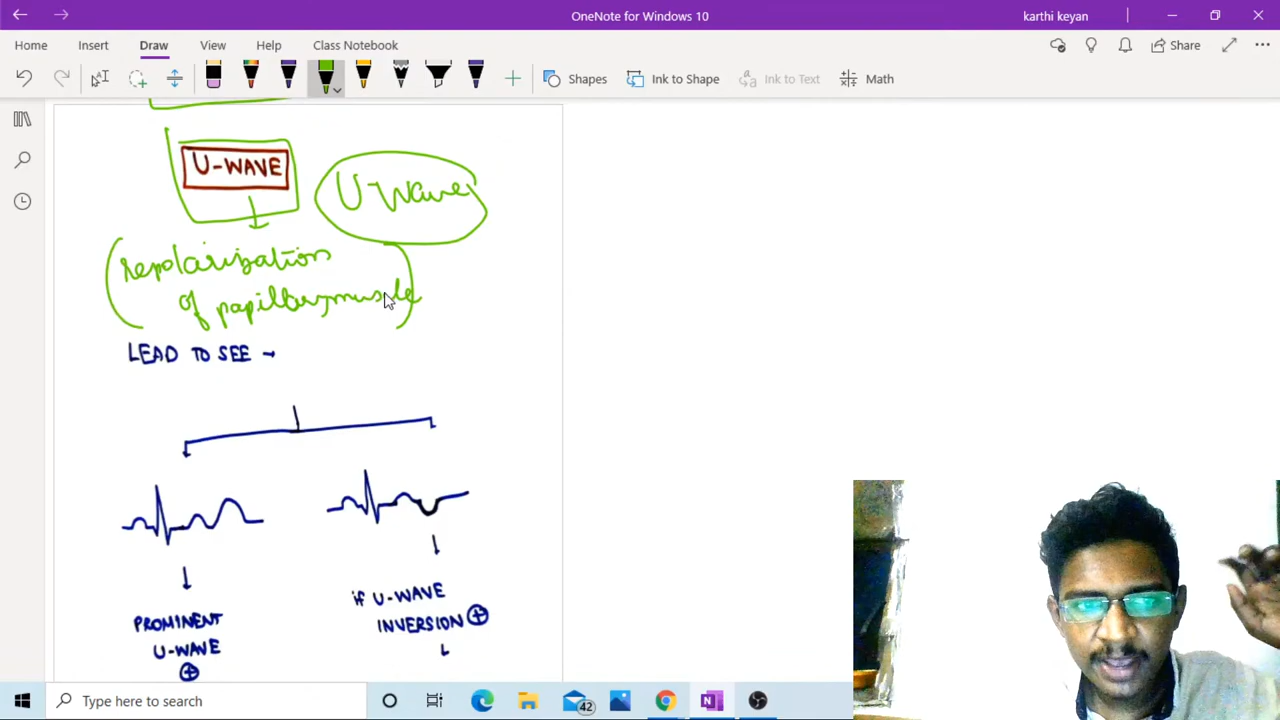 OneNote for Windows 10
karthi keyan
Home Insert Draw View Help Class Notebook
Share
Shapes Ink to Shape Ink to Text Math
U-WAVE
U-Wave
(repolarization
of papillary muscle)
LEAD TO SEE →
PROMINENT
U-WAVE
+
if U-WAVE
INVERSION +
Type here to search
42